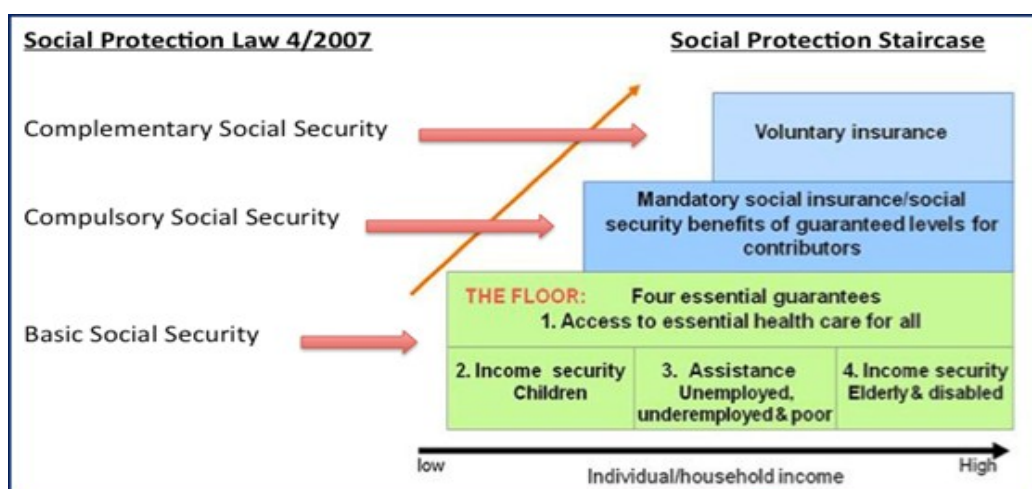 Social Protection Law 4/2007
Social Protection Staircase
Complementary Social Security
Voluntary insurance
Compulsory Social Security
Mandatory social insurance/social
security benefits of guaranteed levels for
contributors
Basic Social Security
THE FLOOR: Four essential guarantees
1. Access to essential health care for all
2. Income security
Children
3. Assistance
Unemployed,
underemployed & poor
4. Income security
Elderly & disabled
low
Individual/household income
High